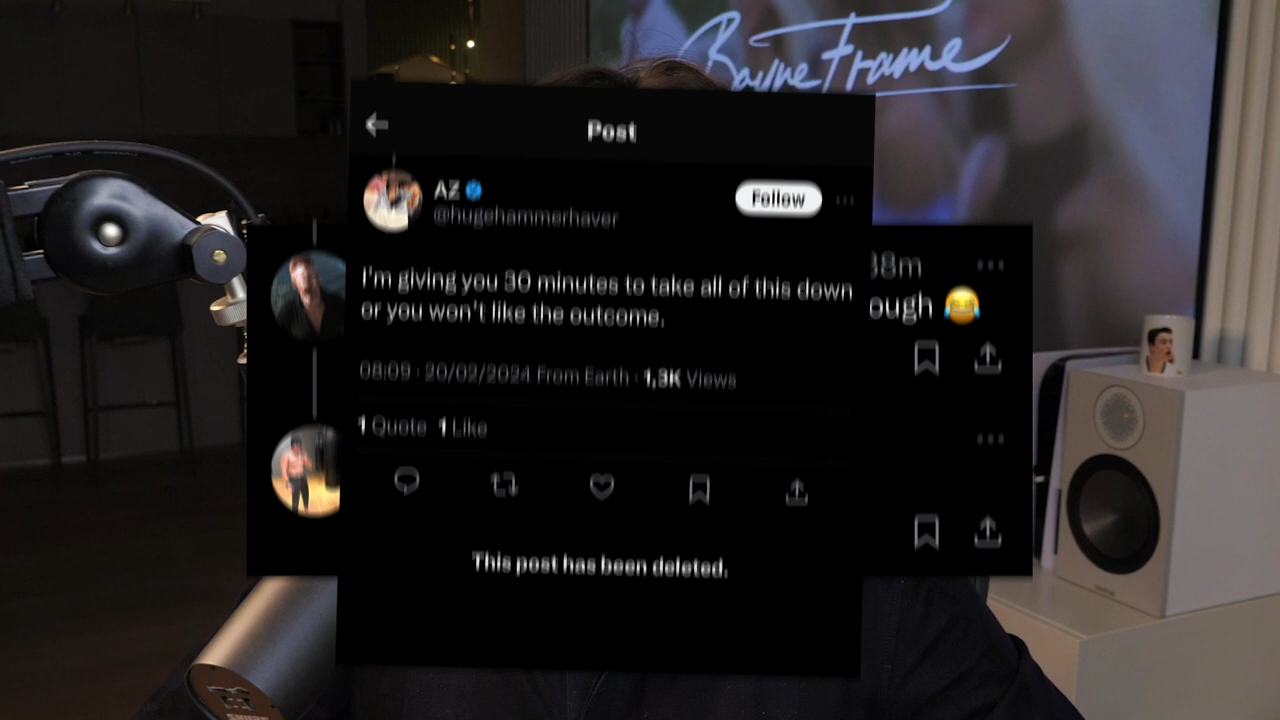 Bayne Frame
Post
AZ
Follow
@hugehammerhaver
I'm giving you 30 minutes to take all of this down
or you won't like the outcome.
08:09 · 20/02/2024 From Earth · 1,3K Views
1 Quote 1 Like
This post has been deleted.
38m
ough 😂